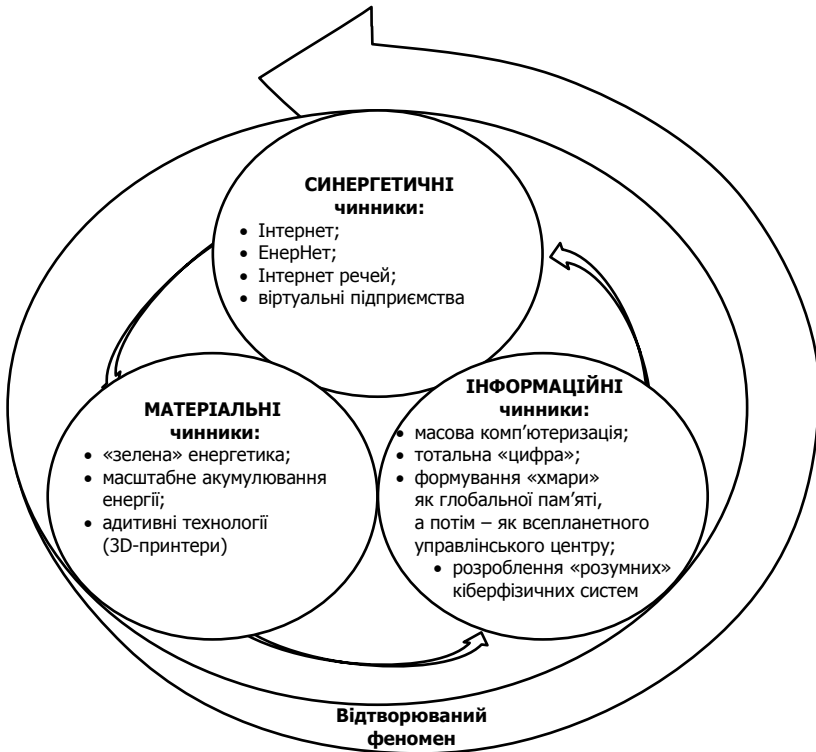 СИНЕРГЕТИЧНІ
чинники:
• Інтернет;
• ЕнерНет;
• Інтернет речей;
• віртуальні підприємства
МАТЕРІАЛЬНІ
чинники:
• «зелена» енергетика;
• масштабне акумулювання
енергії;
• адитивні технології
(3D-принтери)
ІНФОРМАЦІЙНІ
чинники:
• масова комп’ютеризація;
• тотальна «цифра»;
• формування «хмари»
як глобальної пам’яті,
а потім – як всепланетного
управлінського центру;
• розроблення «розумних»
кіберфізичних систем
Відтворюваний
феномен